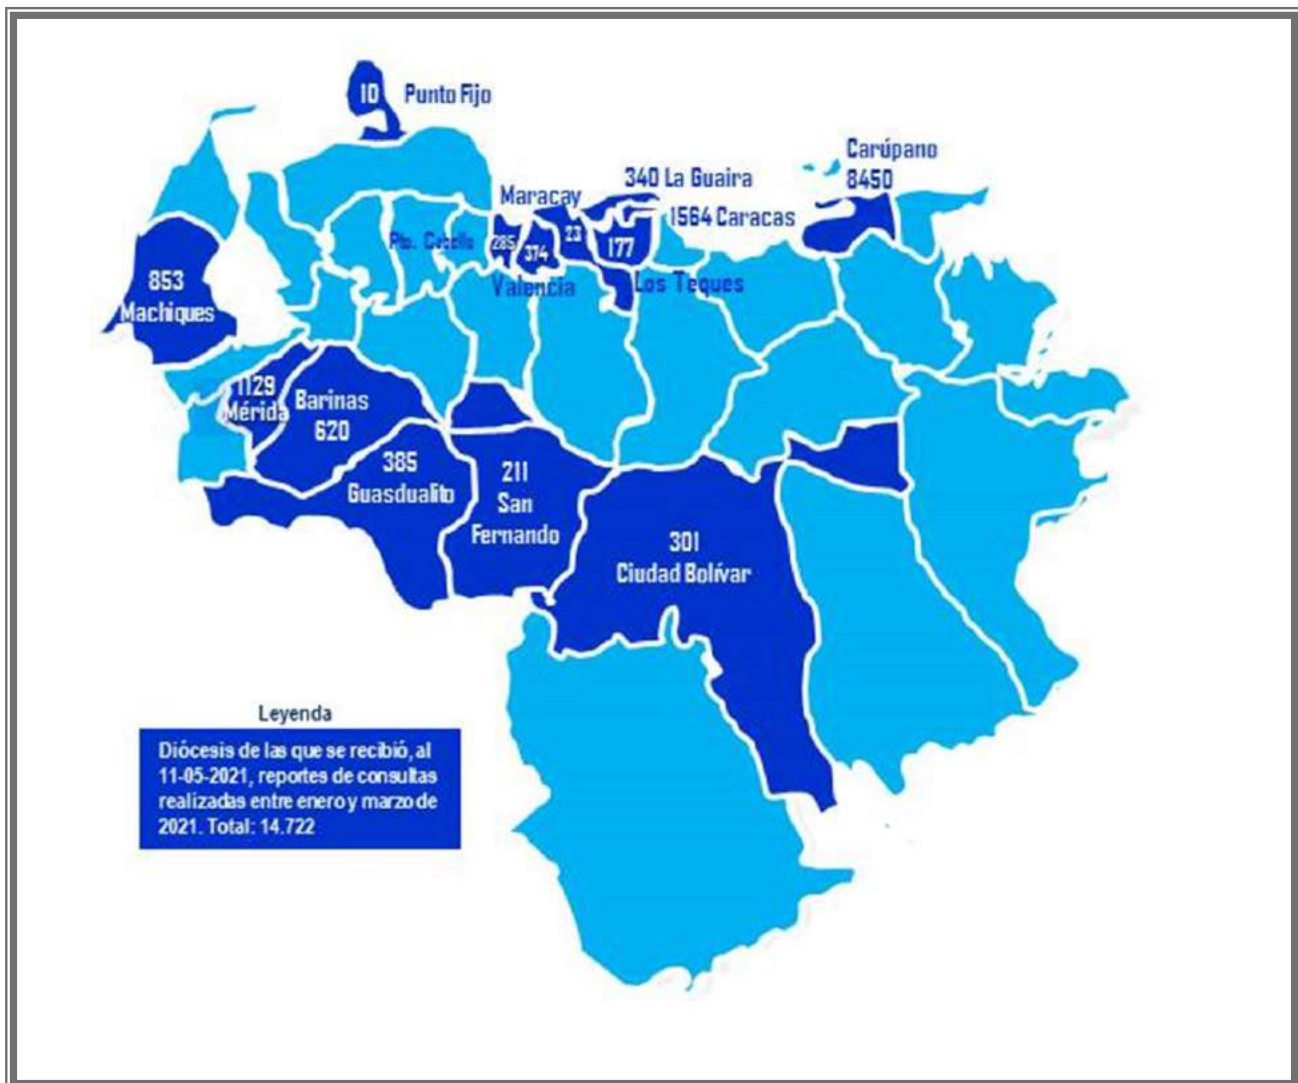 10 Punto Fijo
Carúpano
8450
340 La Guaira
Maracay
1564 Caracas
Pto. Cabello
285
374
23
177
Valencia
Los Teques
853
Machiques
1129
Mérida
Barinas
620
385
Guasdualito
211
San
Fernando
301
Ciudad Bolívar
Leyenda
Diócesis de las que se recibió, al
11-05-2021, reportes de consultas
realizadas entre enero y marzo de
2021. Total: 14.722